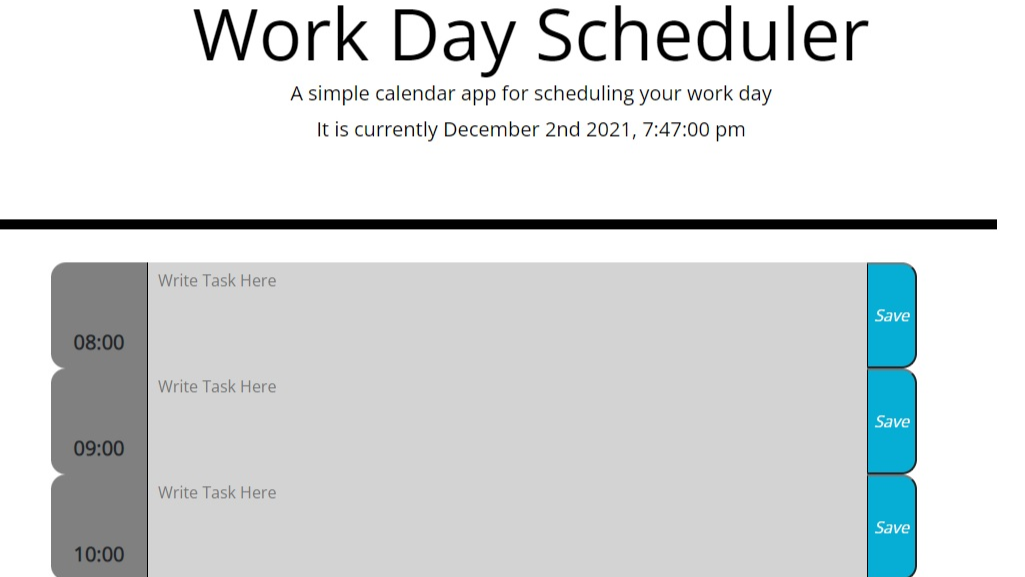 Work Day Scheduler
A simple calendar app for scheduling your work day
It is currently December 2nd 2021, 7:47:00 pm
Write Task Here
08:00
Save
Write Task Here
09:00
Save
Write Task Here
10:00
Save